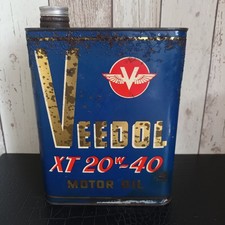 V
VEEDOL
XT 20W-40
MOTOR OIL